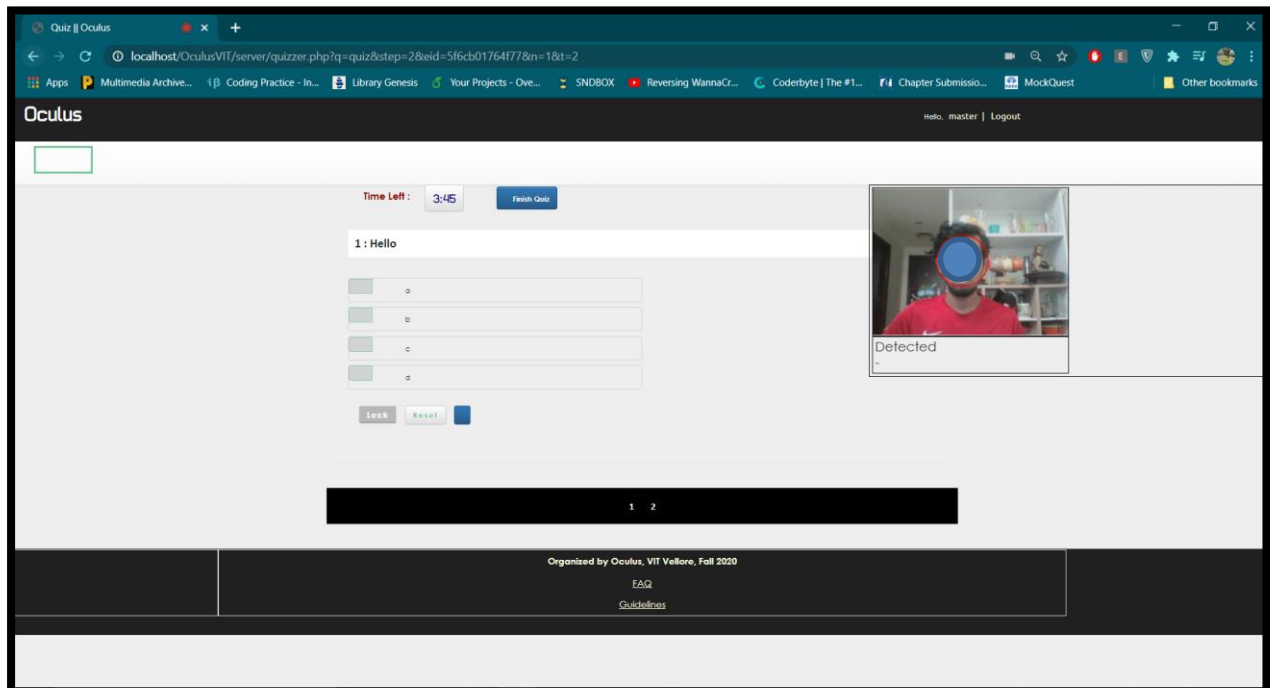 Quiz || Oculus
localhost/OculusVIT/server/quizzer.php?q=quiz&step=2&eid=5f6cb01764f77&n=1&t=2
Apps Multimedia Archive... Coding Practice - In... Library Genesis Your Projects - Ove... SNDBOX Reversing WannaCr... Coderbyte | The #1... Chapter Submissio... MockQuest Other bookmarks
Oculus Hello, master | Logout
Time Left : 3:45 Finish Quiz
1 : Hello
a
b
c
d
Detected
-
Lock Reset
1 2
Organized by Oculus, VIT Vellore, Fall 2020
FAQ
Guidelines